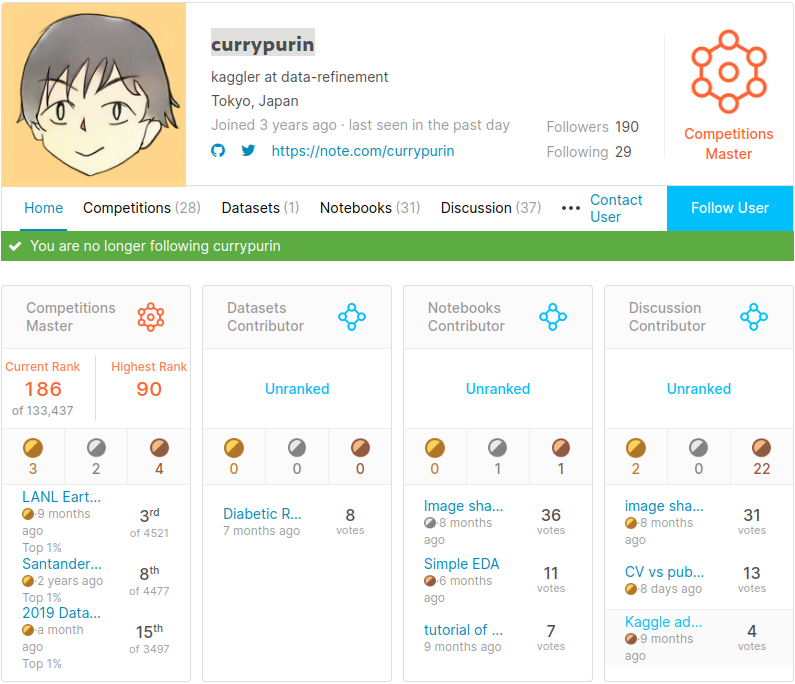 currypurin
kaggler at data-refinement
Tokyo, Japan
Joined 3 years ago · last seen in the past day
https://note.com/currypurin
Followers 190
Following 29
Competitions
Master
Home Competitions (28) Datasets (1) Notebooks (31) Discussion (37) ••• Contact
User
Follow User
You are no longer following currypurin
Competitions
Master
Current Rank
186
of 133,437
Highest Rank
90
3 2 4
LANL Eart...
·9 months
ago
Top 1%
3rd
of 4521
Santander...
·2 years ago
Top 1%
8th
of 4477
2019 Data...
·a month
ago
Top 1%
15th
of 3497
Datasets
Contributor
Unranked
0 0 0
Diabetic R...
7 months ago
8
votes
Notebooks
Contributor
Unranked
0 1 1
Image sha...
·8 months
ago
36
votes
Simple EDA
·6 months
ago
11
votes
tutorial of ...
9 months ago
7
votes
Discussion
Contributor
Unranked
2 0 22
image sha...
·8 months
ago
31
votes
CV vs pub...
·8 days ago
13
votes
Kaggle ad...
·9 months
ago
4
votes